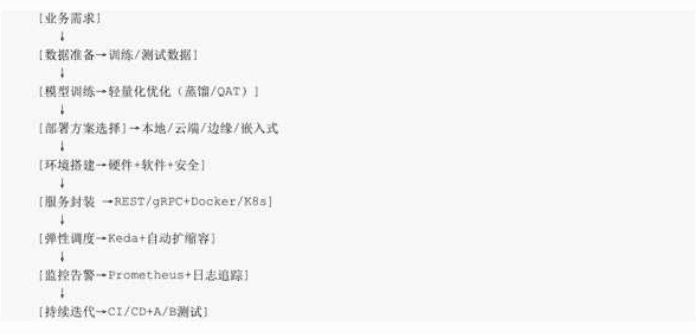 [业务需求]
↓
[数据准备→训练/测试数据]
↓
[模型训练→轻量化优化（蒸馏/QAT）]
↓
[部署方案选择]→本地/云端/边缘/嵌入式
↓
[环境搭建→硬件+软件+安全]
↓
[服务封装 →REST/gRPC+Docker/K8s]
↓
[弹性调度→Keda+自动扩缩容]
↓
[监控告警→Prometheus+日志追踪]
↓
[持续迭代→CI/CD+A/B测试]